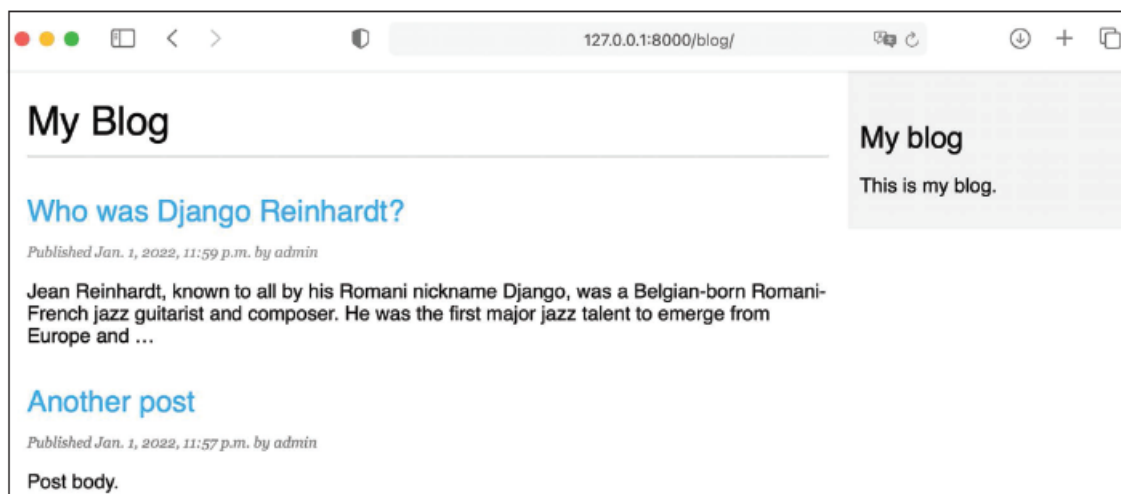 127.0.0.1:8000/blog/
My Blog
Who was Django Reinhardt?
Published Jan. 1, 2022, 11:59 p.m. by admin
Jean Reinhardt, known to all by his Romani nickname Django, was a Belgian-born Romani-
French jazz guitarist and composer. He was the first major jazz talent to emerge from
Europe and …
Another post
Published Jan. 1, 2022, 11:57 p.m. by admin
Post body.
My blog
This is my blog.